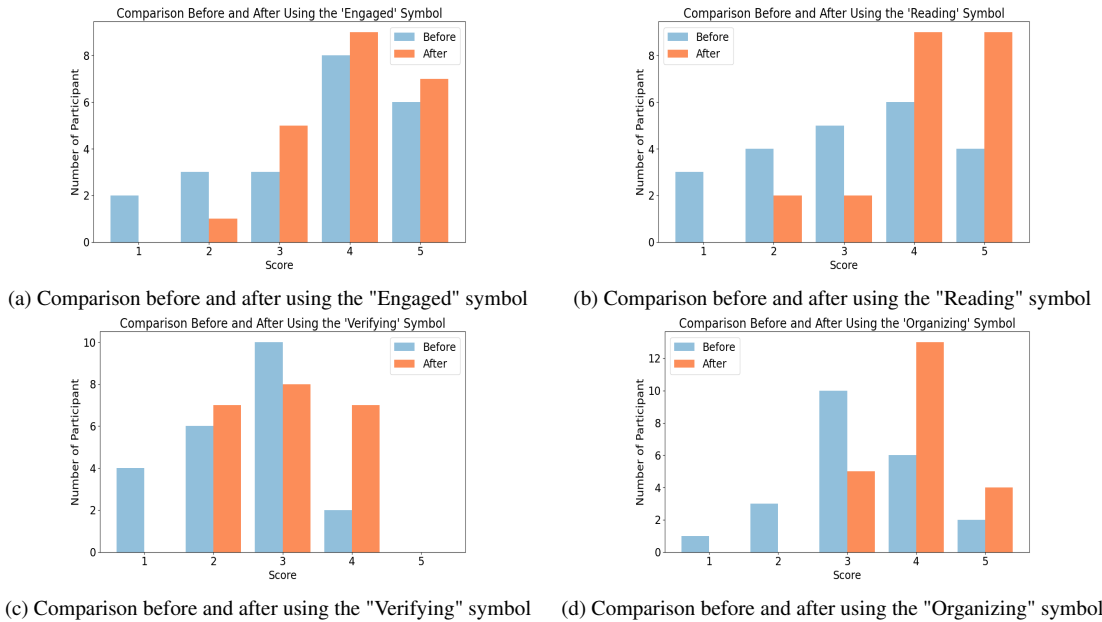 Comparison Before and After Using the 'Engaged' Symbol
Before
After
Number of Participant
8
6
4
2
0
1 2 3 4 5
Score
(a) Comparison before and after using the "Engaged" symbol
Comparison Before and After Using the 'Reading' Symbol
Before
After
Number of Participant
8
6
4
2
0
1 2 3 4 5
Score
(b) Comparison before and after using the "Reading" symbol
Comparison Before and After Using the 'Verifying' Symbol
Before
After
Number of Participant
10
8
6
4
2
0
1 2 3 4 5
Score
(c) Comparison before and after using the "Verifying" symbol
Comparison Before and After Using the 'Organizing' Symbol
Before
After
Number of Participant
12
10
8
6
4
2
0
1 2 3 4 5
Score
(d) Comparison before and after using the "Organizing" symbol